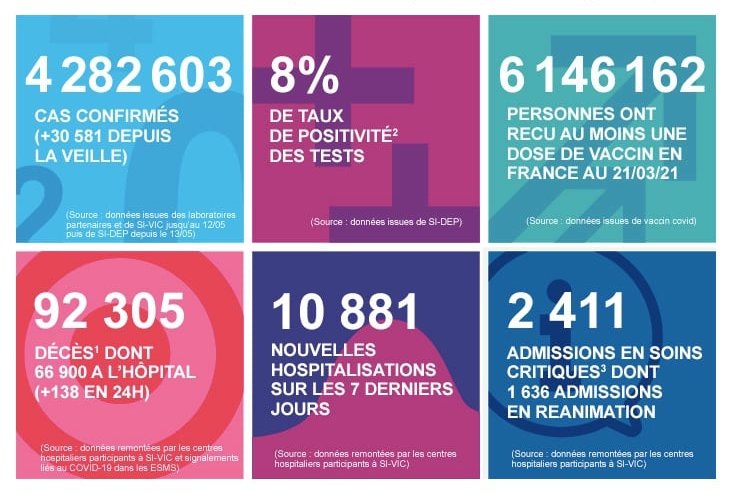 4 282 603
CAS CONFIRMÉS
(+30 581 DEPUIS
LA VEILLE)
(Source : données issues des laboratoires
partenaires et de SI-VIC jusqu'au 12/05
puis de SI-DEP depuis le 13/05)
8%
DE TAUX
DE POSITIVITÉ²
DES TESTS
(Source : données issues de SI-DEP)
6 146 162
PERSONNES ONT
RECU AU MOINS UNE
DOSE DE VACCIN EN
FRANCE AU 21/03/21
(Source : données issues de vaccin covid)
92 305
DÉCÈS¹ DONT
66 900 A L'HÔPITAL
(+138 EN 24H)
(Source : données remontées par les centres
hospitaliers participants à SI-VIC et signalements
liés au COVID-19 dans les ESMS)
10 881
NOUVELLES
HOSPITALISATIONS
SUR LES 7 DERNIERS
JOURS
(Source : données remontées par les centres
hospitaliers participants à SI-VIC)
2 411
ADMISSIONS EN SOINS
CRITIQUES³ DONT
1 636 ADMISSIONS
EN REANIMATION
(Source : données remontées par les centres
hospitaliers participants à SI-VIC)